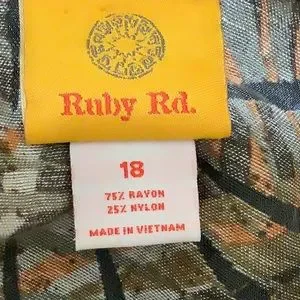 Ruby Rd.
18
75% RAYON
25% NYLON
MADE IN VIETNAM